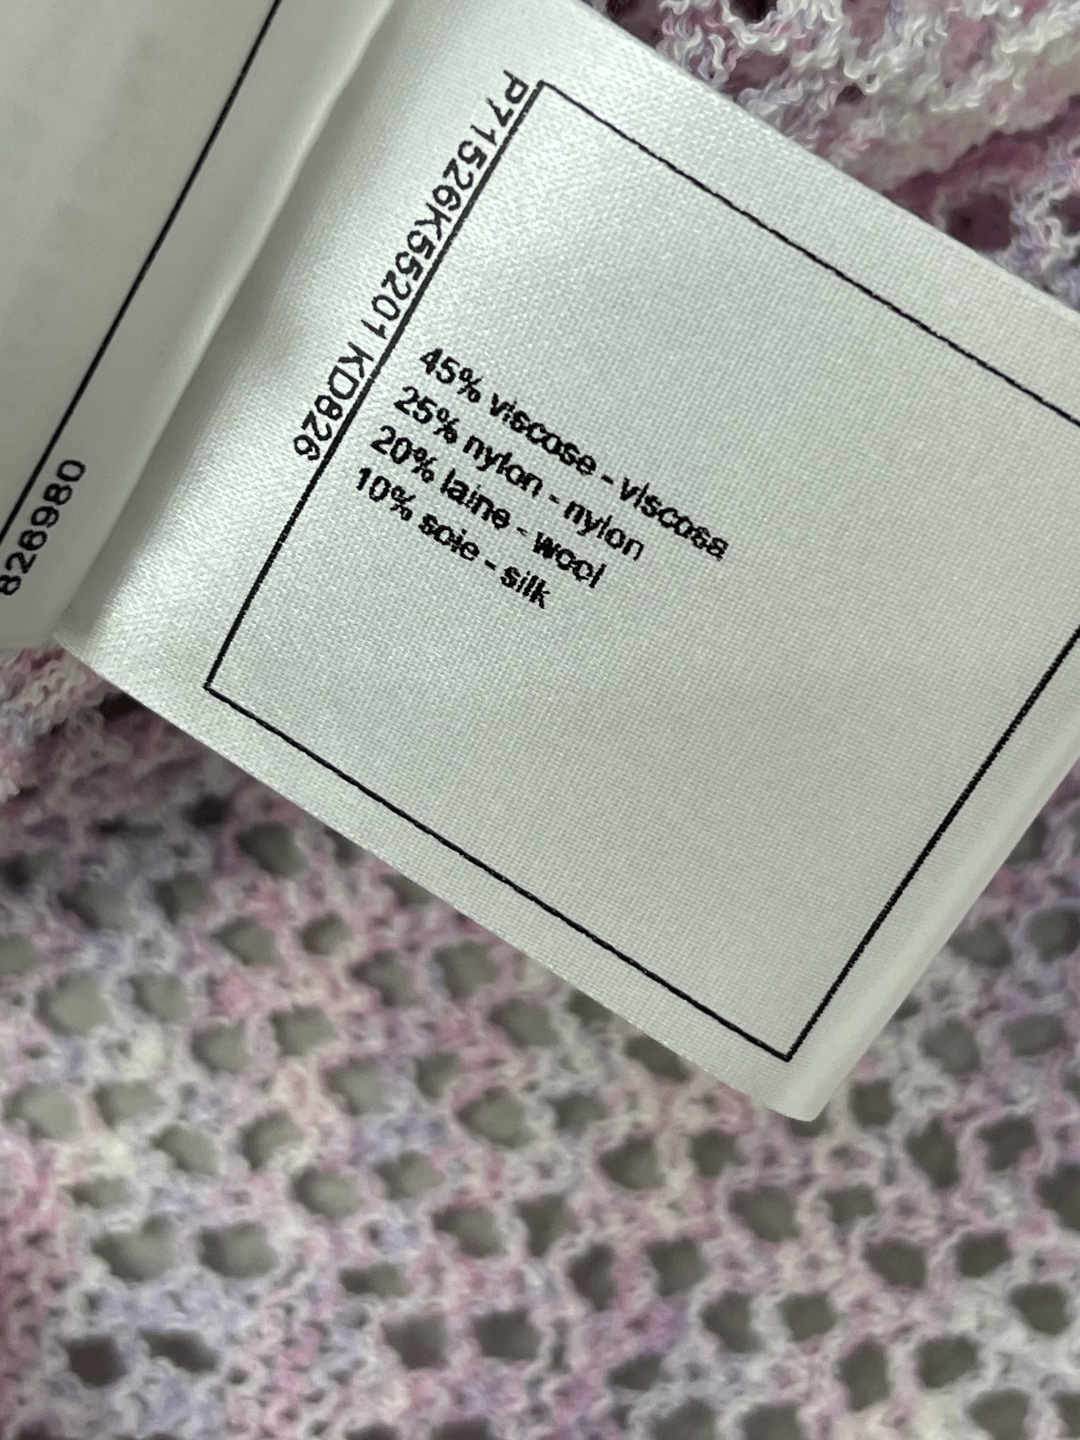 P71526K55201 KD826
45% viscose - viscosa
25% nylon - nylon
20% laine - wool
10% soie - silk
826980